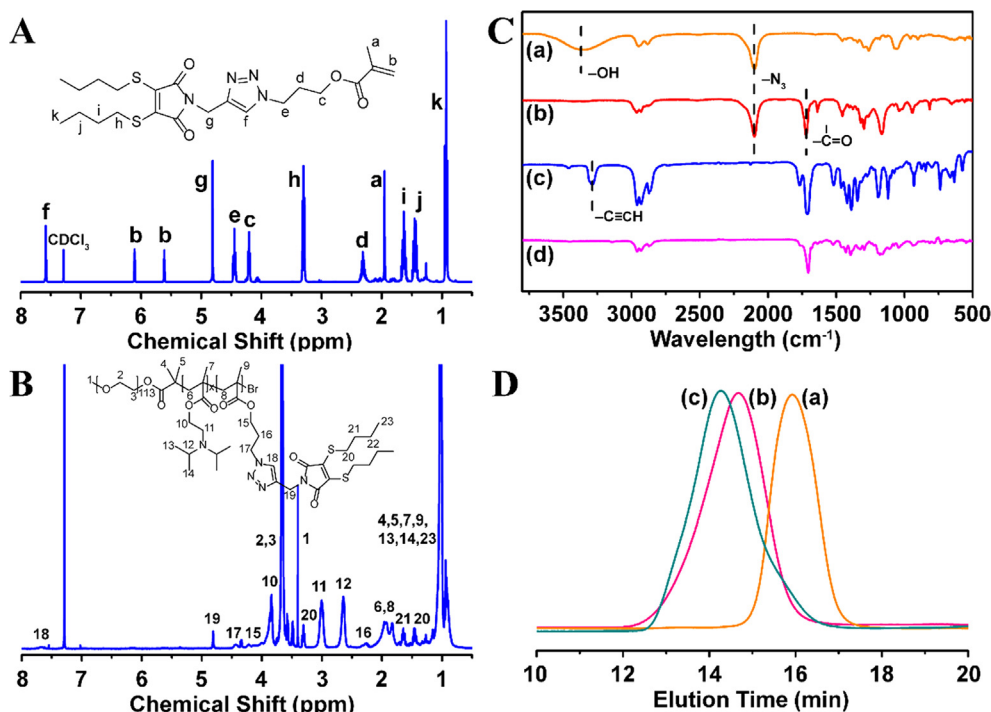 A
O
a
b
S
N=N
d
O
N
N
c
S
g
f
e
O
k
i
j
h
O
k
g
h
a
i
j
f
CDCl3
b
b
e
c
d
8
7
6
5
4
3
2
1
Chemical Shift (ppm)
B
4
5
7
9
1
2
O
3
113
O
6
x
8
Br
O
O
O
O
10
11
15
16
17
13
12
N
14
N
18
N=N
19
N
O
O
S
S
20
21
22
23
2,3
1
4,5,7,9,
13,14,23
10
11
12
20
6,8
19
18
17
15
16
21
20
8
7
6
5
4
3
2
1
Chemical Shift (ppm)
C
(a)
–OH
–N3
(b)
–C=O
(c)
–C≡CH
(d)
3500
3000
2500
2000
1500
1000
500
Wavelength (cm-1)
D
(c)
(b)
(a)
10
12
14
16
18
20
Elution Time (min)